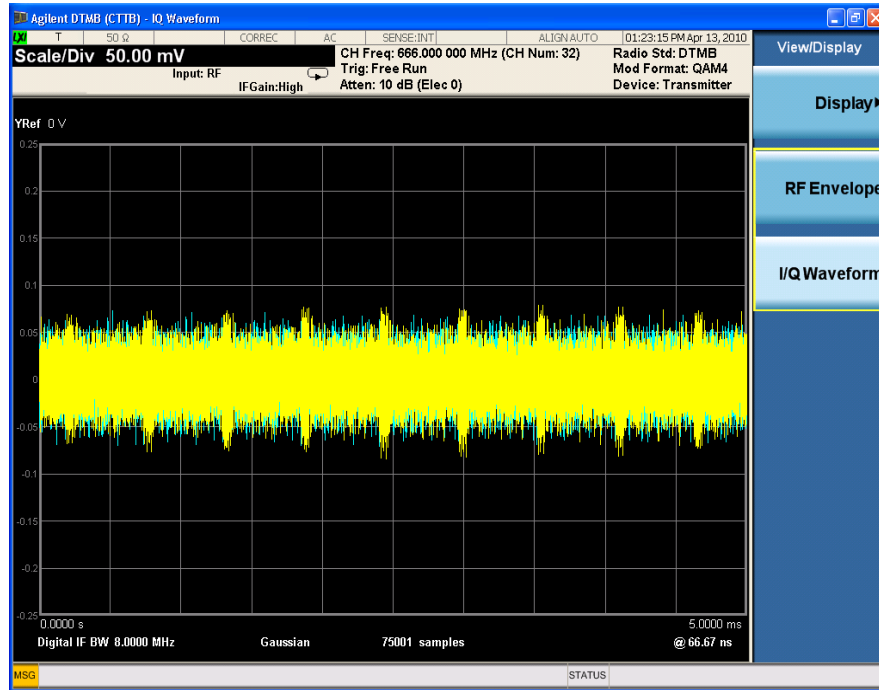 Agilent DTMB (CTTB) - IQ Waveform
LXI T 50 Ω CORREC AC SENSE:INT ALIGN AUTO 01:23:15 PM Apr 13, 2010
Scale/Div 50.00 mV
Input: RF
IFGain:High
CH Freq: 666.000 000 MHz (CH Num: 32)
Trig: Free Run
Atten: 10 dB (Elec 0)
Radio Std: DTMB
Mod Format: QAM4
Device: Transmitter
View/Display
Display
RF Envelope
I/Q Waveform
YRef 0 V
0.25
0.2
0.15
0.1
0.05
0
-0.05
-0.1
-0.15
-0.2
-0.25
0.0000 s 5.0000 ms
Digital IF BW 8.0000 MHz Gaussian 75001 samples @ 66.67 ns
MSG STATUS